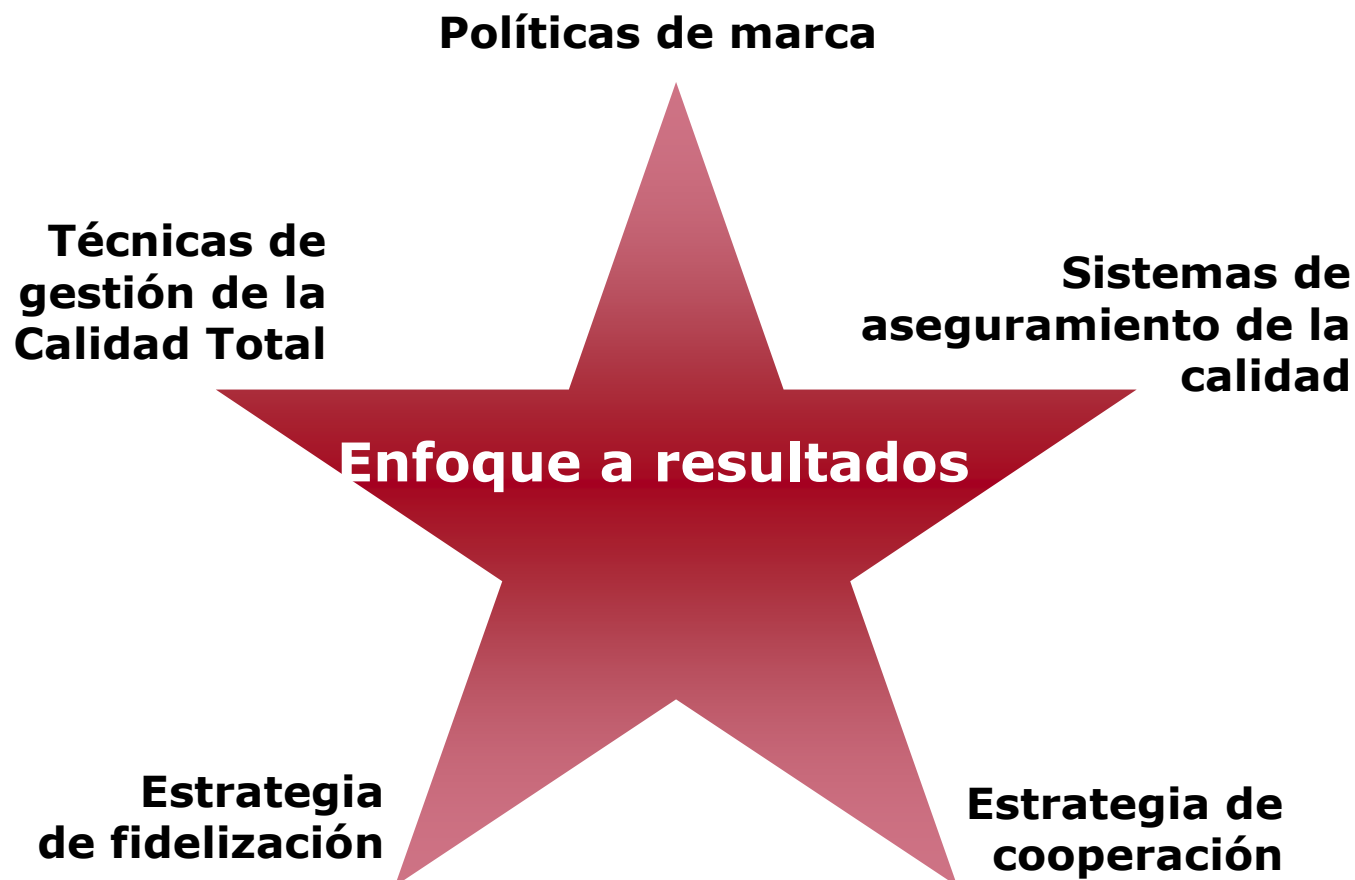 Políticas de marca
Técnicas de
gestión de la
Calidad Total
Sistemas de
aseguramiento de la
calidad
Enfoque a resultados
Estrategia
de fidelización
Estrategia de
cooperación